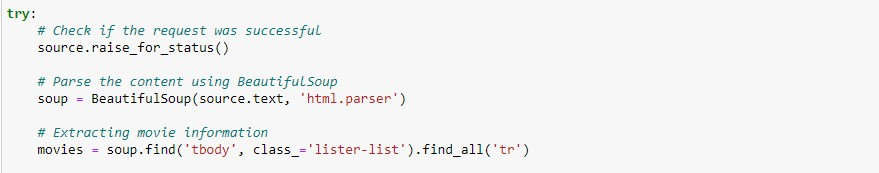 try:
    # Check if the request was successful
    source.raise_for_status()
    # Parse the content using BeautifulSoup
    soup = BeautifulSoup(source.text, 'html.parser')
    # Extracting movie information
    movies = soup.find('tbody', class_='lister-list').find_all('tr')